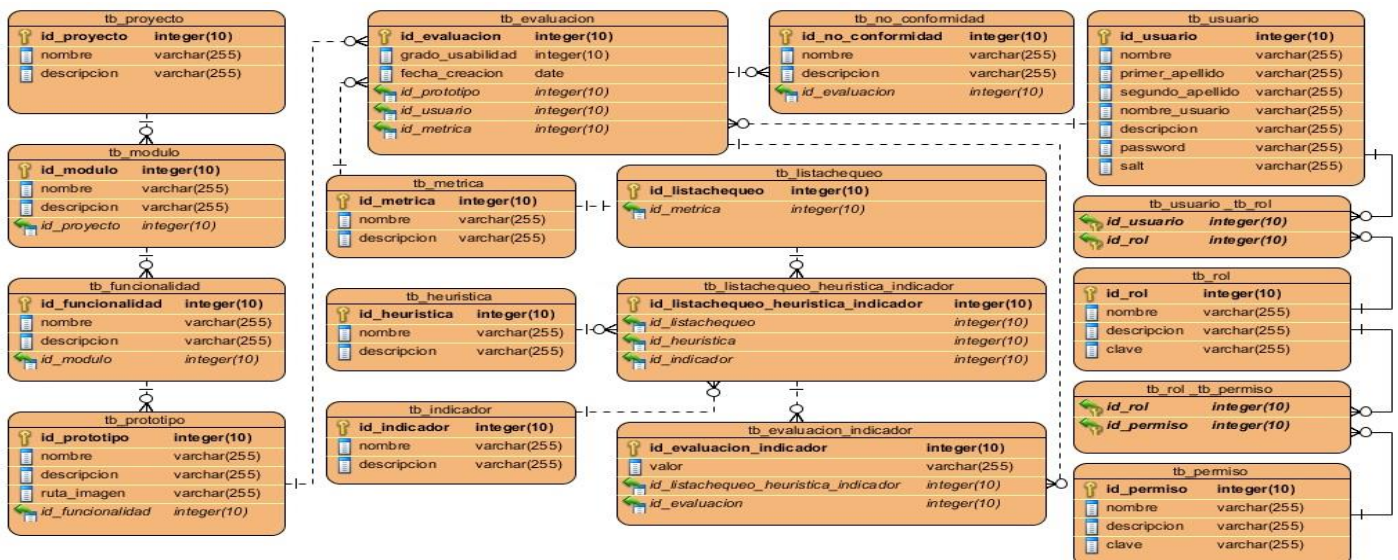 tb_proyecto
id_proyecto integer(10)
nombre varchar(255)
descripcion varchar(255)
tb_modulo
id_modulo integer(10)
nombre varchar(255)
descripcion varchar(255)
id_proyecto integer(10)
tb_funcionalidad
id_funcionalidad integer(10)
nombre varchar(255)
descripcion varchar(255)
id_modulo integer(10)
tb_prototipo
id_prototipo integer(10)
nombre varchar(255)
descripcion varchar(255)
ruta_imagen varchar(255)
id_funcionalidad integer(10)
tb_evaluacion
id_evaluacion integer(10)
grado_usabilidad integer(10)
fecha_creacion date
id_prototipo integer(10)
id_usuario integer(10)
id_metrica integer(10)
tb_metrica
id_metrica integer(10)
nombre varchar(255)
descripcion varchar(255)
tb_heuristica
id_heuristica integer(10)
nombre varchar(255)
descripcion varchar(255)
tb_indicador
id_indicador integer(10)
nombre varchar(255)
descripcion varchar(255)
tb_no_conformidad
id_no_conformidad integer(10)
nombre varchar(255)
descripcion varchar(255)
id_evaluacion integer(10)
tb_listachequeo
id_listachequeo integer(10)
id_metrica integer(10)
tb_listachequeo_heuristica_indicador
id_listachequeo_heuristica_indicador integer(10)
id_listachequeo integer(10)
id_heuristica integer(10)
id_indicador integer(10)
tb_evaluacion_indicador
id_evaluacion_indicador integer(10)
valor varchar(255)
id_listachequeo_heuristica_indicador integer(10)
id_evaluacion integer(10)
tb_usuario
id_usuario integer(10)
nombre varchar(255)
primer_apellido varchar(255)
segundo_apellido varchar(255)
nombre_usuario varchar(255)
descripcion varchar(255)
password varchar(255)
salt varchar(255)
tb_usuario _tb_rol
id_usuario integer(10)
id_rol integer(10)
tb_rol
id_rol integer(10)
nombre varchar(255)
descripcion varchar(255)
clave varchar(255)
tb_rol _tb_permiso
id_rol integer(10)
id_permiso integer(10)
tb_permiso
id_permiso integer(10)
nombre varchar(255)
descripcion varchar(255)
clave varchar(255)